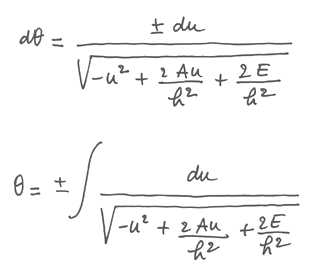 dθ = ± du / √(-u² + 2Au/h² + 2E/h²)
θ = ± ∫ du / √(-u² + 2Au/h² + 2E/h²)